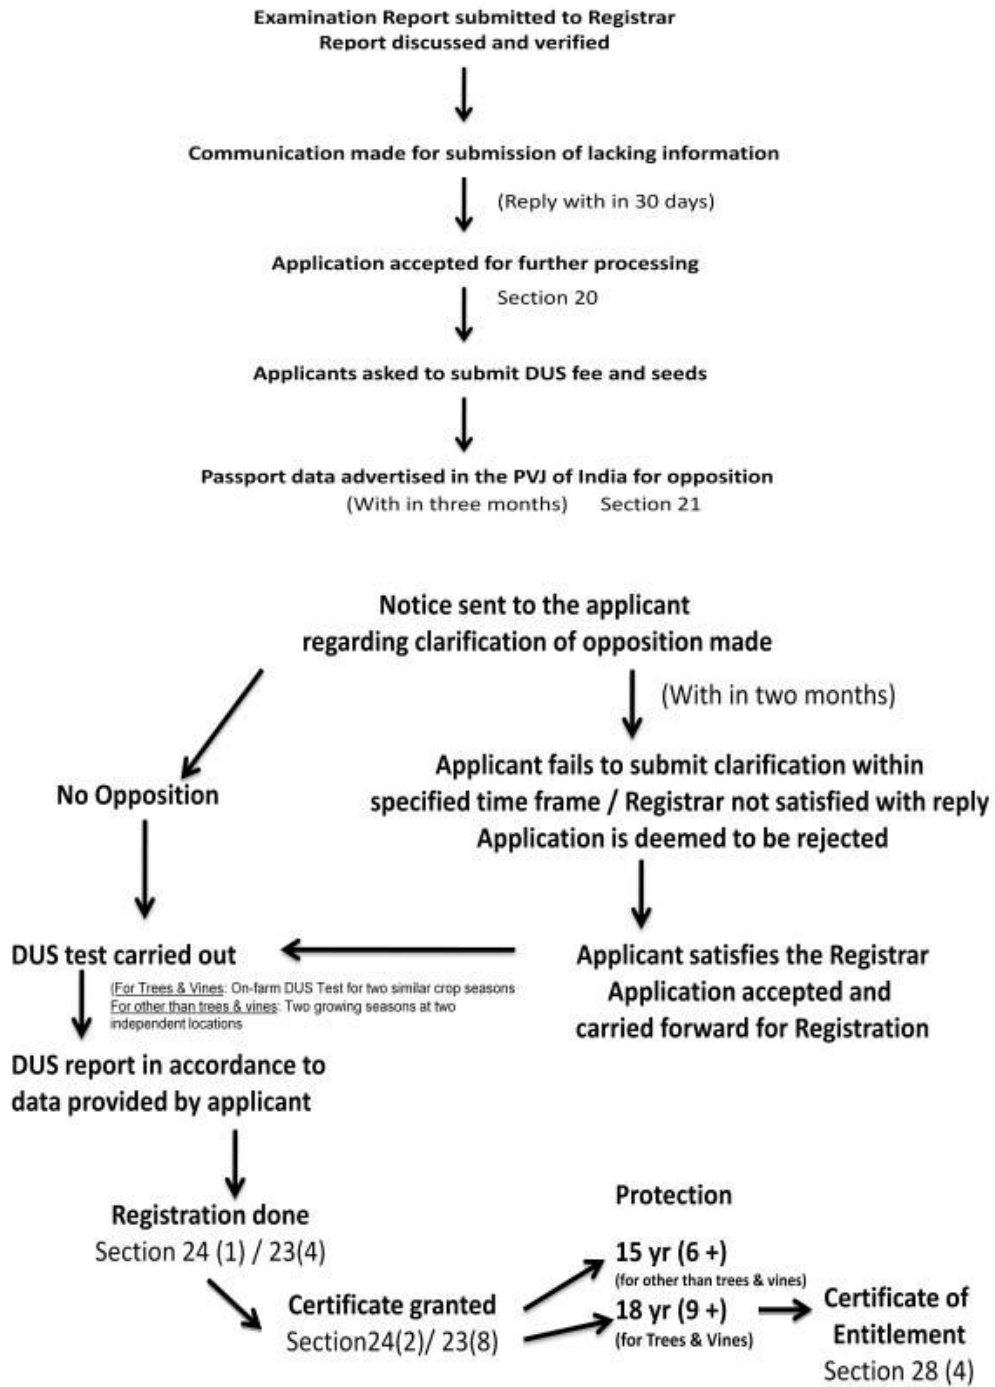 Examination Report submitted to Registrar
Report discussed and verified
Communication made for submission of lacking information
(Reply with in 30 days)
Application accepted for further processing
Section 20
Applicants asked to submit DUS fee and seeds
Passport data advertised in the PVJ of India for opposition
(With in three months) Section 21
Notice sent to the applicant
regarding clarification of opposition made
(With in two months)
Applicant fails to submit clarification within
specified time frame / Registrar not satisfied with reply
Application is deemed to be rejected
No Opposition
DUS test carried out
(For Trees & Vines: On-farm DUS Test for two similar crop seasons
For other than trees & vines: Two growing seasons at two
independent locations
Applicant satisfies the Registrar
Application accepted and
carried forward for Registration
DUS report in accordance to
data provided by applicant
Registration done
Section 24 (1) / 23(4)
Certificate granted
Section24(2)/ 23(8)
Protection
15 yr (6 +)
(for other than trees & vines)
18 yr (9 +)
(for Trees & Vines)
Certificate of
Entitlement
Section 28 (4)